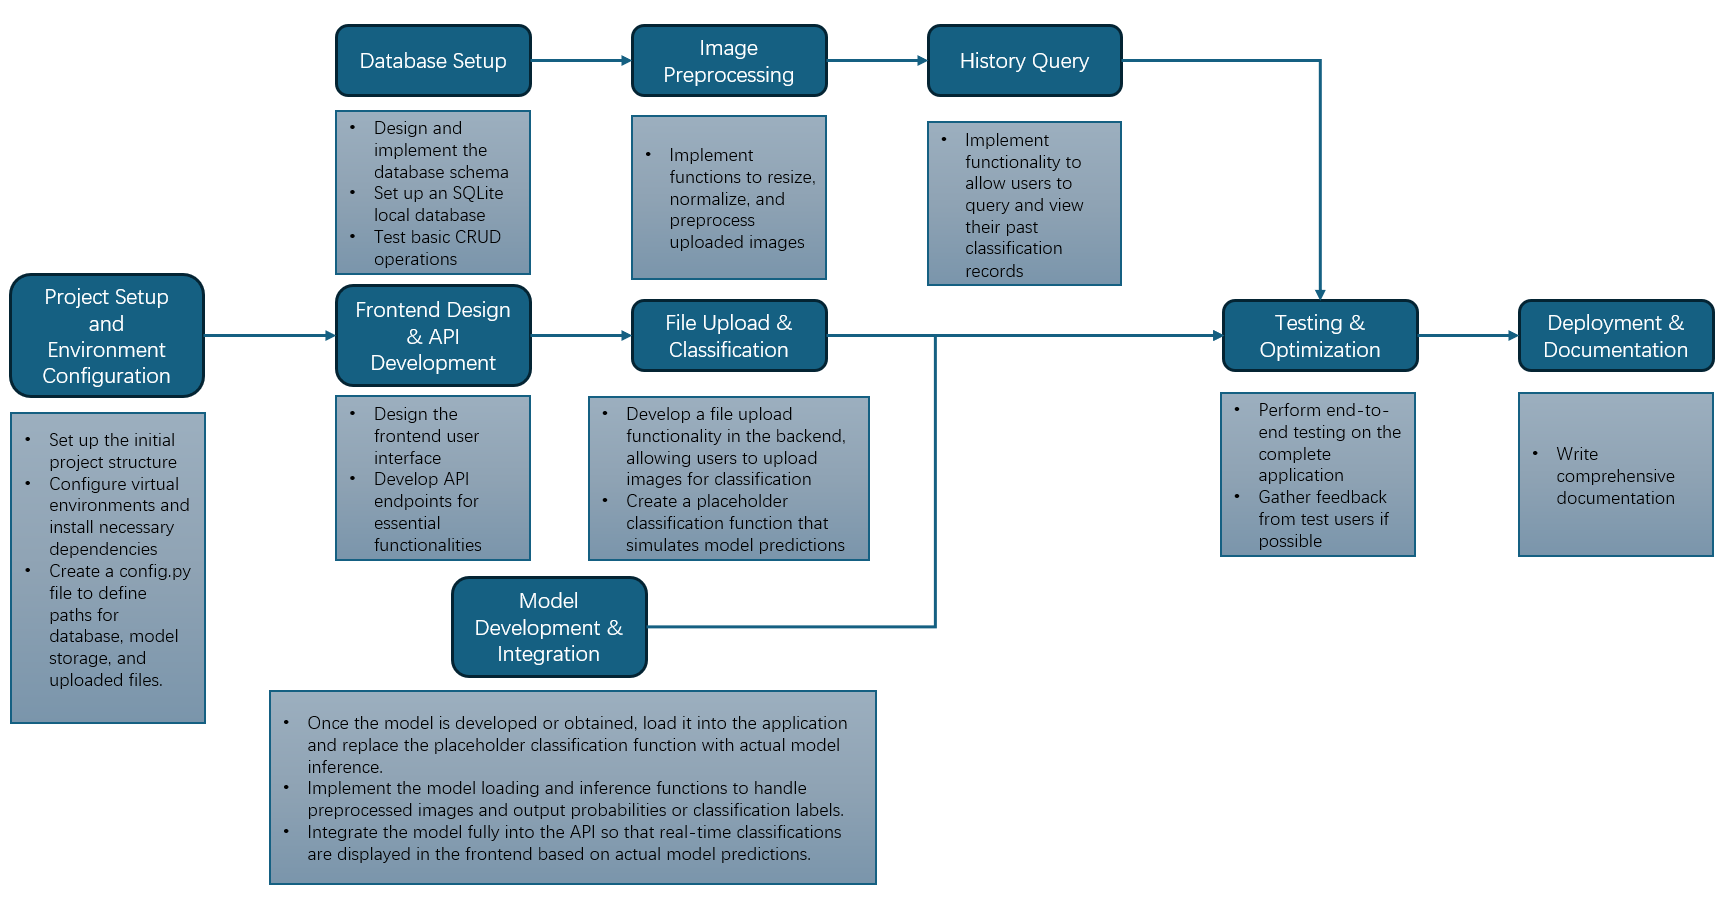 Database Setup
Image
Preprocessing
History Query
• Design and
implement the
database schema
• Set up an SQLite
local database
• Test basic CRUD
operations
• Implement
functions to resize,
normalize, and
preprocess
uploaded images
• Implement
functionality to
allow users to
query and view
their past
classification
records
Project Setup
and
Environment
Configuration
Frontend Design
& API
Development
File Upload &
Classification
Testing &
Optimization
Deployment &
Documentation
• Set up the initial
project structure
• Configure virtual
environments and
install necessary
dependencies
• Create a config.py
file to define
paths for
database, model
storage, and
uploaded files.
• Design the
frontend user
interface
• Develop API
endpoints for
essential
functionalities
• Develop a file upload
functionality in the backend,
allowing users to upload
images for classification
• Create a placeholder
classification function that
simulates model predictions
• Perform end-to-
end testing on the
complete
application
• Gather feedback
from test users if
possible
• Write
comprehensive
documentation
Model
Development &
Integration
• Once the model is developed or obtained, load it into the application
and replace the placeholder classification function with actual model
inference.
• Implement the model loading and inference functions to handle
preprocessed images and output probabilities or classification labels.
• Integrate the model fully into the API so that real-time classifications
are displayed in the frontend based on actual model predictions.